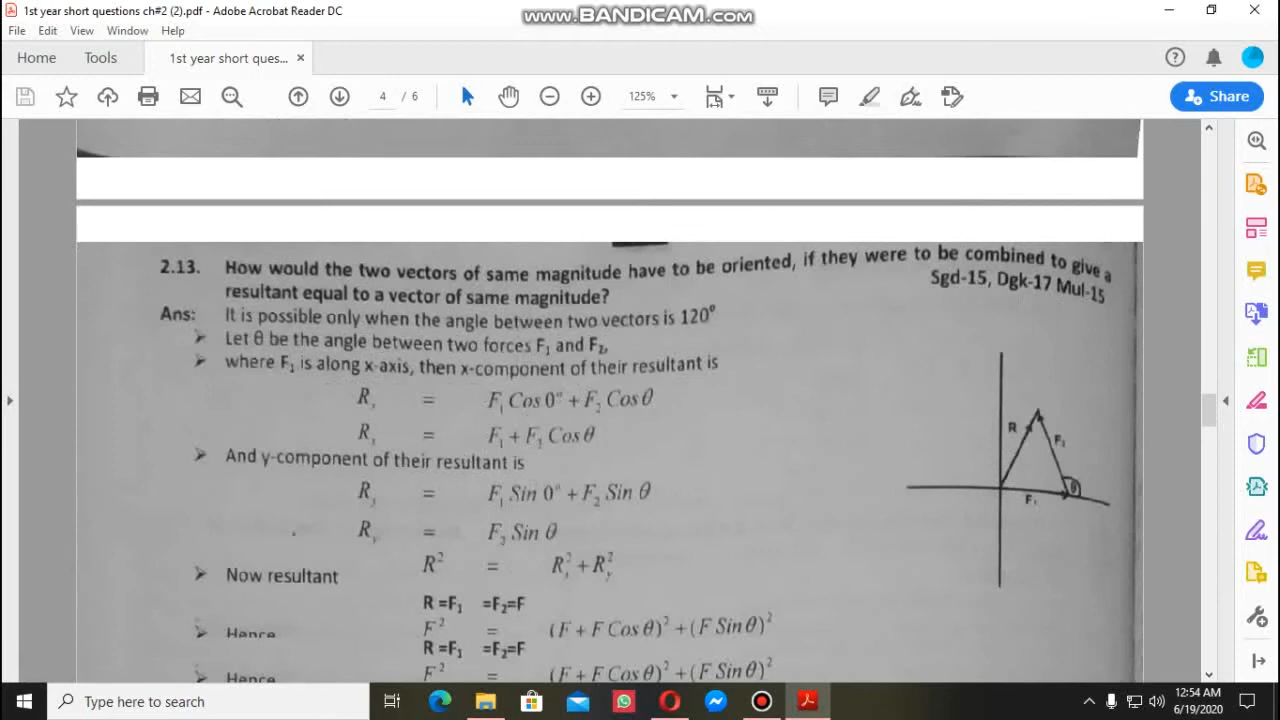 1st year short questions ch#2 (2).pdf - Adobe Acrobat Reader DC
www.BANDICAM.com
File Edit View Window Help
Home Tools 1st year short ques... ×
4 / 6 125%
Share
2.13. How would the two vectors of same magnitude have to be oriented, if they were to be combined to give a
resultant equal to a vector of same magnitude? Sgd-15, Dgk-17 Mul-15
Ans: It is possible only when the angle between two vectors is 120⁰
➢ Let θ be the angle between two forces F₁ and F₂,
➢ where F₁ is along x-axis, then x-component of their resultant is
Rₓ = F₁ Cos 0° + F₂ Cos θ
Rₓ = F₁ + F₂ Cos θ
➢ And y-component of their resultant is
R_y = F₁ Sin 0° + F₂ Sin θ
R_y = F₂ Sin θ
➢ Now resultant R² = Rₓ² + R_y²
R =F₁ =F₂=F
➢ Hence F² = (F + F Cos θ)² + (F Sin θ)²
R =F₁ =F₂=F
➢ Hence F² = (F + F Cos θ)² + (F Sin θ)²
R
F₂
θ
F₁
Type here to search
12:54 AM
6/19/2020